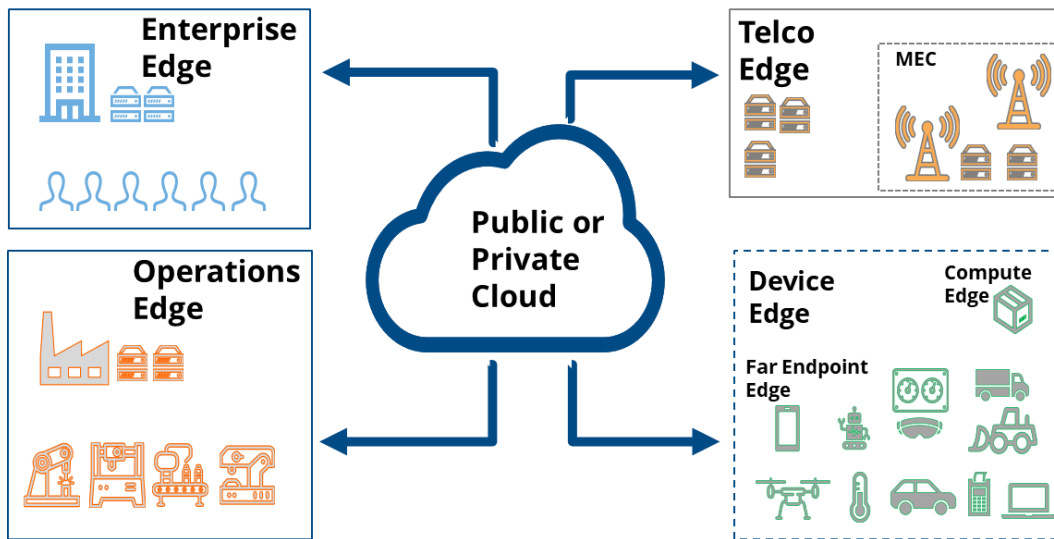 Enterprise
Edge
Telco
Edge
MEC
Public or
Private
Cloud
Operations
Edge
Device
Edge
Compute
Edge
Far Endpoint
Edge